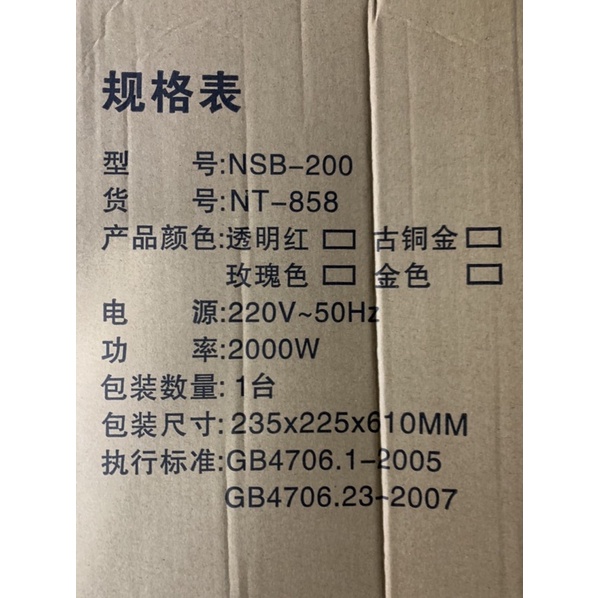 规格表
型 号:NSB-200
货 号:NT-858
产品颜色:透明红 □ 古铜金 □
玫瑰色 □ 金色 □
电 源:220V~50Hz
功 率:2000W
包装数量:1台
包装尺寸:235x225x610MM
执行标准:GB4706.1-2005
GB4706.23-2007